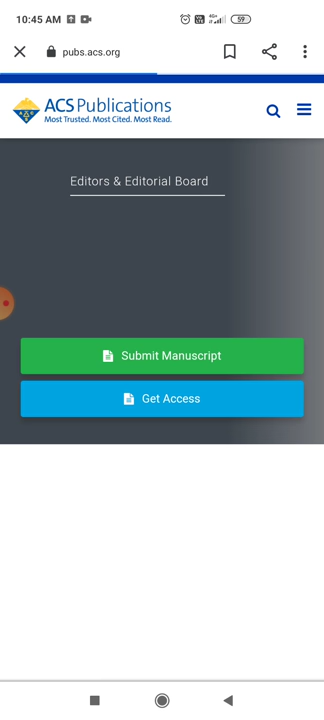 10:45 AM
4G+
59
pubs.acs.org
ACS Publications
Most Trusted. Most Cited. Most Read.
Editors & Editorial Board
Submit Manuscript
Get Access